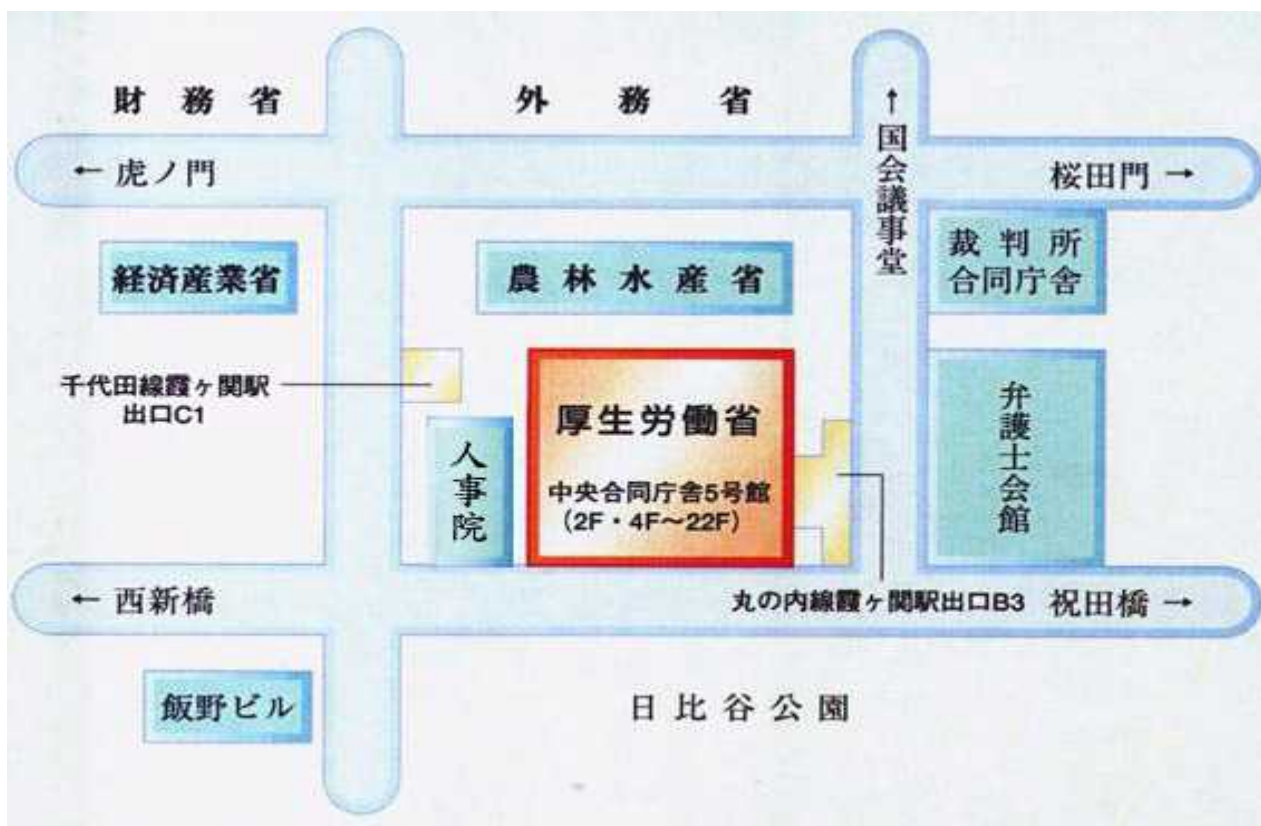 財務省
外務省
↑国会議事堂
← 虎ノ門
桜田門 →
経済産業省
農林水産省
裁判所
合同庁舎
千代田線霞ヶ関駅
出口C1
厚生労働省
中央合同庁舎5号館
(2F・4F～22F)
人事院
弁護士会館
← 西新橋
丸の内線霞ヶ関駅出口B3
祝田橋 →
飯野ビル
日比谷公園